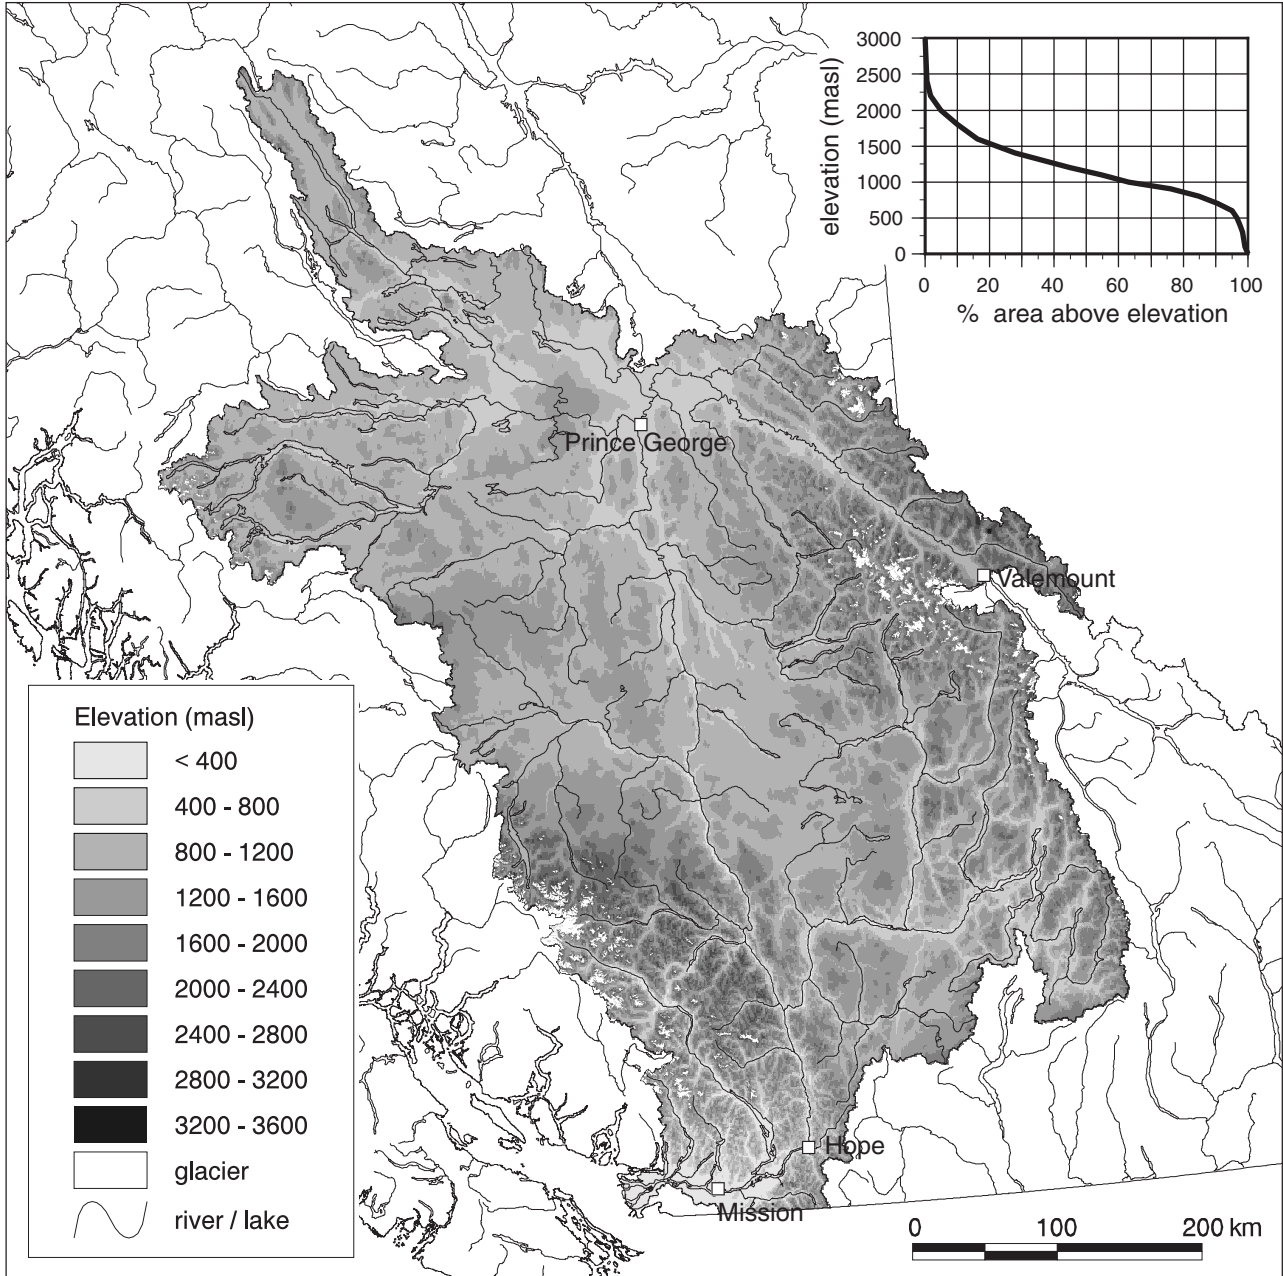 3000
2500
2000
1500
1000
500
0
elevation (masl)
0 20 40 60 80 100
% area above elevation
Prince George
Valemount
Hope
Mission
Elevation (masl)
< 400
400 - 800
800 - 1200
1200 - 1600
1600 - 2000
2000 - 2400
2400 - 2800
2800 - 3200
3200 - 3600
glacier
river / lake
0 100 200 km